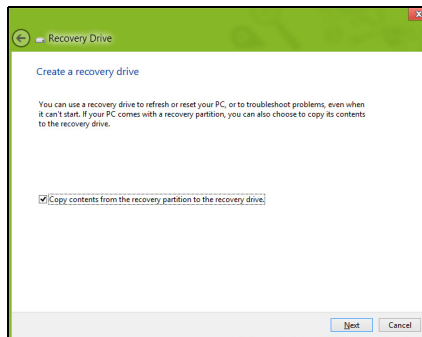 Recovery Drive
Create a recovery drive
You can use a recovery drive to refresh or reset your PC, or to troubleshoot problems, even when
it can't start. If your PC comes with a recovery partition, you can also choose to copy its contents
to the recovery drive.
Copy contents from the recovery partition to the recovery drive.
Next Cancel